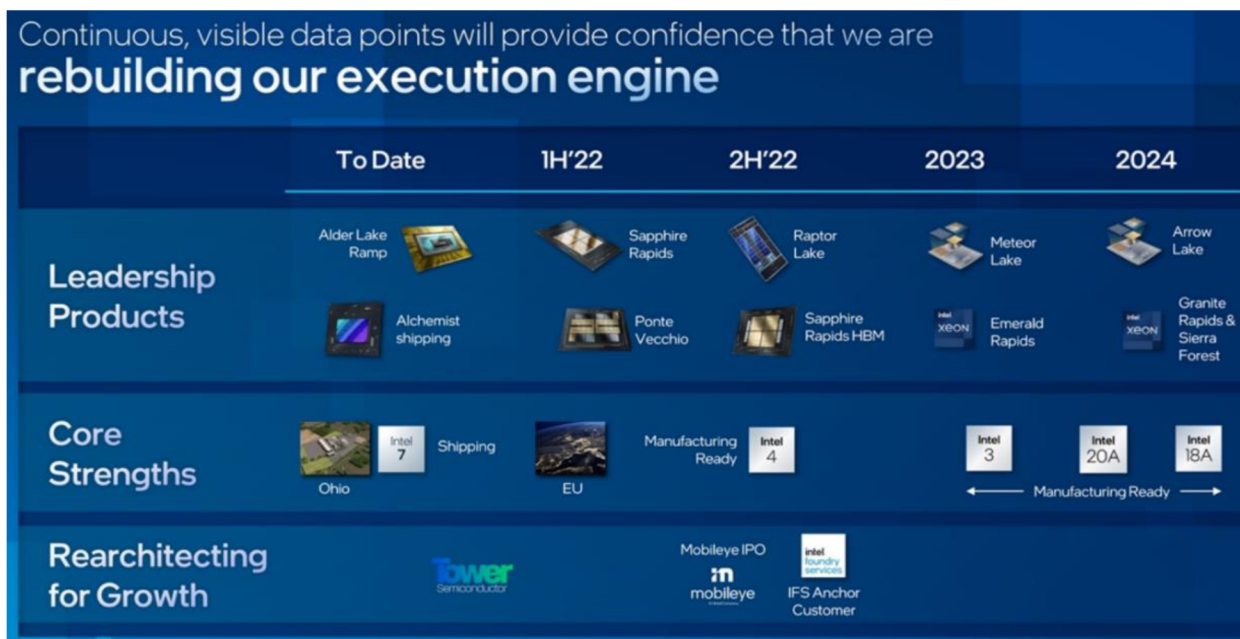 Continuous, visible data points will provide confidence that we are
rebuilding our execution engine
To Date 1H'22 2H'22 2023 2024
Leadership
Products
Alder Lake
Ramp
Sapphire
Rapids
Raptor
Lake
Meteor
Lake
Arrow
Lake
Alchemist
shipping
Ponte
Vecchio
Sapphire
Rapids HBM
intel
xeon
Emerald
Rapids
intel
xeon
Granite
Rapids &
Sierra
Forest
Core
Strengths
Ohio
Intel
7
Shipping
EU
Manufacturing
Ready
Intel
4
Intel
3
Intel
20A
Intel
18A
Manufacturing Ready
Rearchitecting
for Growth
Tower
Semiconductor
Mobileye IPO
mobileye
intel
foundry
services
IFS Anchor
Customer